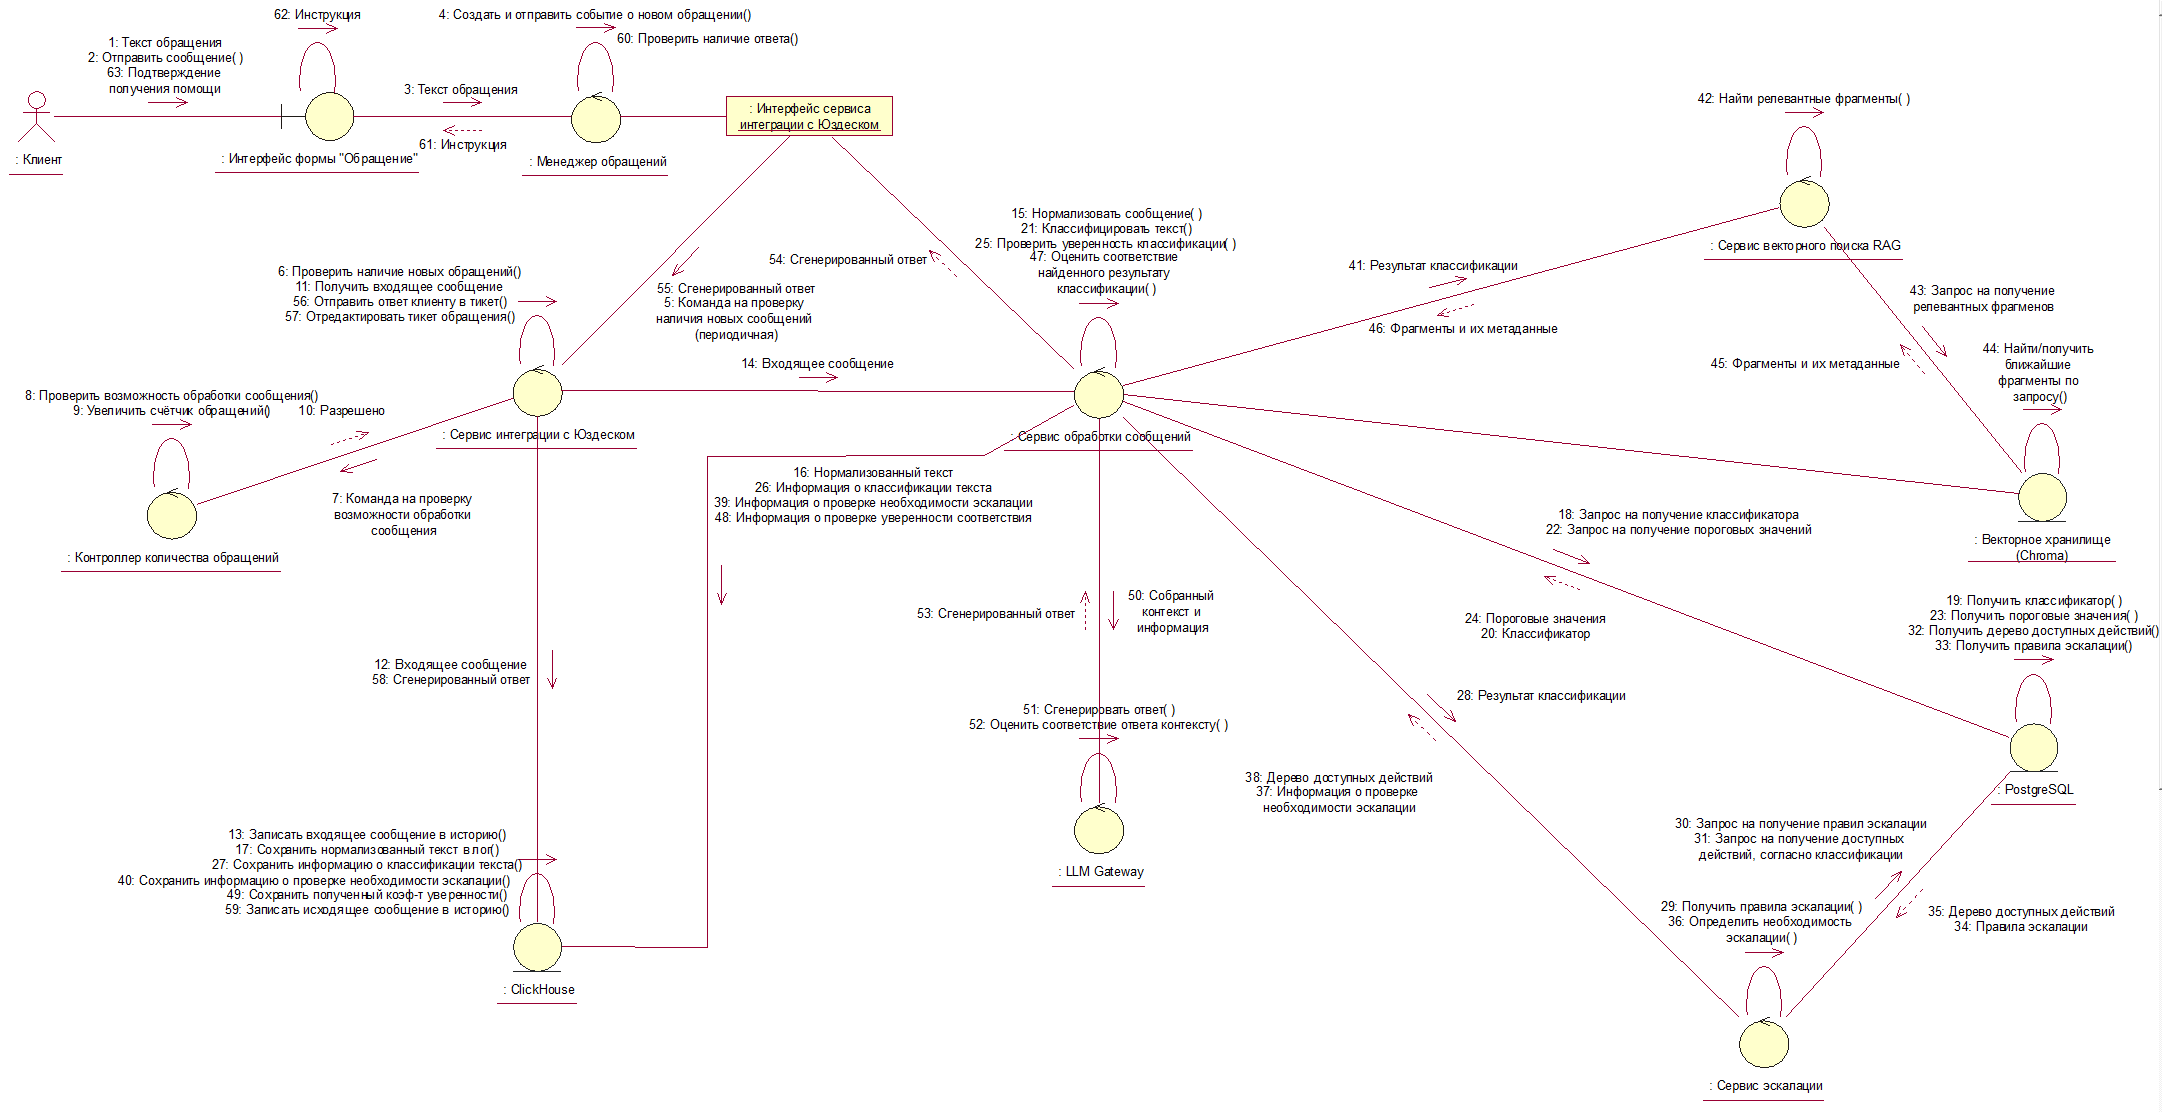 62: Инструкция
1: Текст обращения
2: Отправить сообщение( )
63: Подтверждение
получения помощи
: Клиент
: Интерфейс формы "Обращение"
3: Текст обращения
61: Инструкция
4: Создать и отправить событие о новом обращении()
60: Проверить наличие ответа()
: Менеджер обращений
: Интерфейс сервиса
интеграции с Юздеском
6: Проверить наличие новых обращений()
11: Получить входящее сообщение
56: Отправить ответ клиенту в тикет()
57: Отредактировать тикет обращения()
54: Сгенерированный ответ
55: Сгенерированный ответ
5: Команда на проверку
наличия новых сообщений
(периодичная)
14: Входящее сообщение
15: Нормализовать сообщение( )
21: Классифицировать текст()
25: Проверить уверенность классификации( )
47: Оценить соответствие
найденного результату
классификации( )
41: Результат классификации
46: Фрагменты и их метаданные
42: Найти релевантные фрагменты( )
: Сервис векторного поиска RAG
43: Запрос на получение
релевантных фрагменов
45: Фрагменты и их метаданные
44: Найти/получить
ближайшие
фрагменты по
запросу()
: Векторное хранилище
(Chroma)
8: Проверить возможность обработки сообщения()
9: Увеличить счётчик обращений()
10: Разрешено
7: Команда на проверку
возможности обработки
сообщения
: Контроллер количества обращений
: Сервис интеграции с Юздеском
: Сервис обработки сообщений
16: Нормализованный текст
26: Информация о классификации текста
39: Информация о проверке необходимости эскалации
48: Информация о проверке уверенности соответствия
18: Запрос на получение классификатора
22: Запрос на получение пороговых значений
24: Пороговые значения
20: Классификатор
19: Получить классификатор( )
23: Получить пороговые значения( )
32: Получить дерево доступных действий()
33: Получить правила эскалации()
: PostgreSQL
53: Сгенерированный ответ
50: Собранный
контекст и
информация
12: Входящее сообщение
58: Сгенерированный ответ
51: Сгенерировать ответ( )
52: Оценить соответствие ответа контексту( )
: LLM Gateway
28: Результат классификации
38: Дерево доступных действий
37: Информация о проверке
необходимости эскалации
13: Записать входящее сообщение в историю()
17: Сохранить нормализованный текст в лог()
27: Сохранить информацию о классификации текста()
40: Сохранить информацию о проверке необходимости эскалации()
49: Сохранить полученный коэф-т уверенности()
59: Записать исходящее сообщение в историю()
: ClickHouse
30: Запрос на получение правил эскалации
31: Запрос на получение доступных
действий, согласно классификации
29: Получить правила эскалации( )
36: Определить необходимость
эскалации( )
35: Дерево доступных действий
34: Правила эскалации
: Сервис эскалации